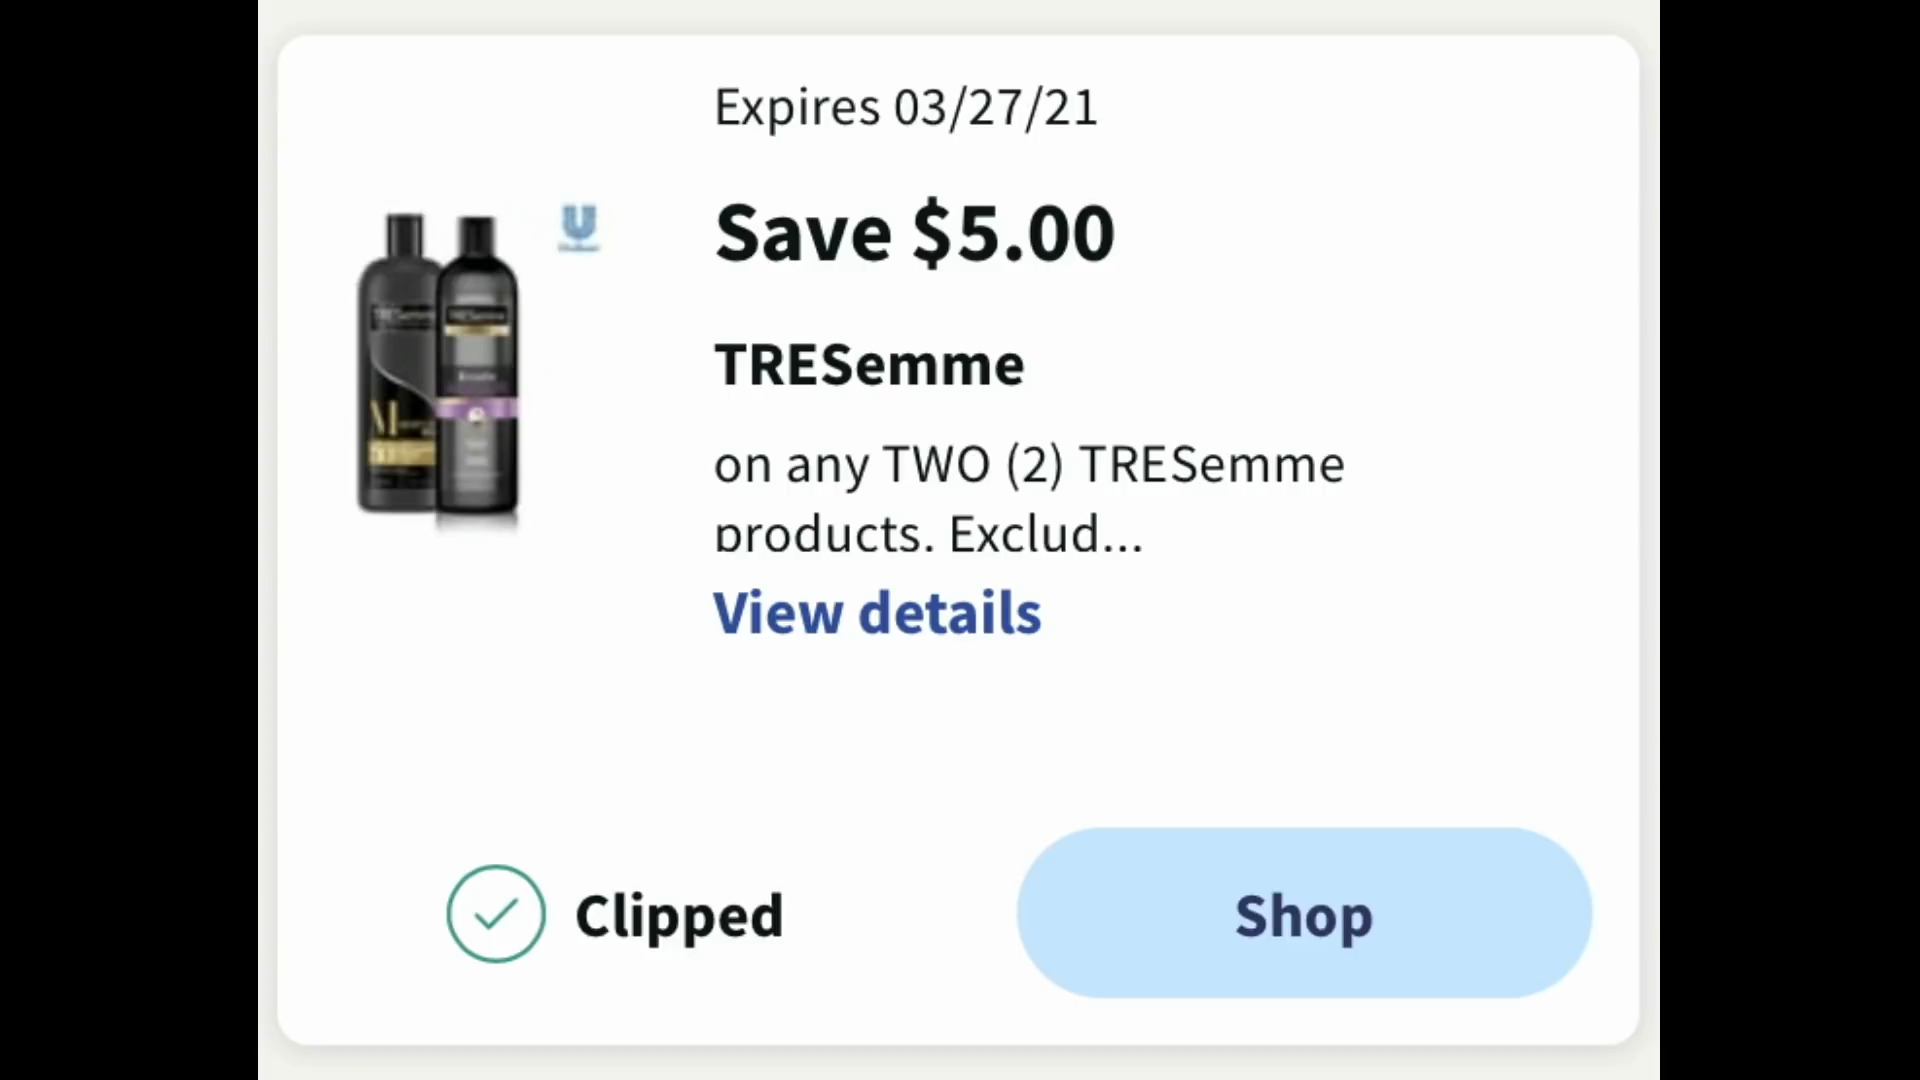 Expires 03/27/21
Save $5.00
TRESemme
on any TWO (2) TRESemme
products. Exclud...
View details
Clipped
Shop